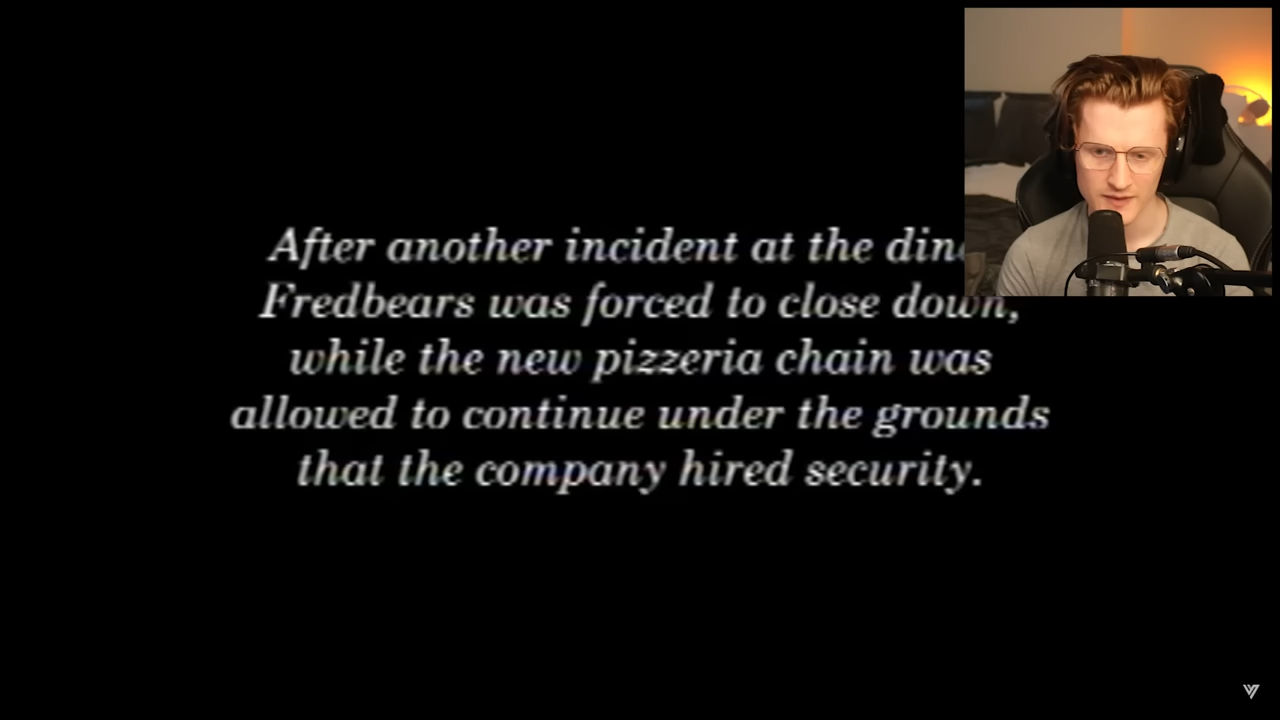 After another incident at the
Fredbears was forced to close down,
while the new pizzeria chain was
allowed to continue under the grounds
that the company hired security.